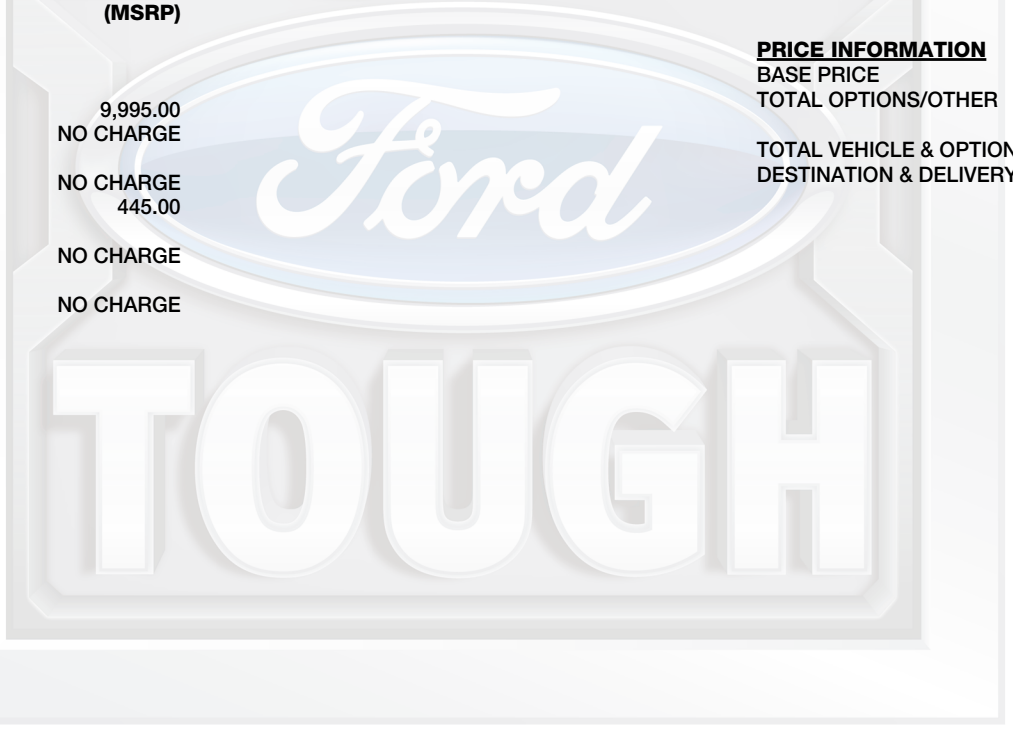 (MSRP)
9,995.00
NO CHARGE
NO CHARGE
445.00
NO CHARGE
NO CHARGE
PRICE INFORMATION
BASE PRICE
TOTAL OPTIONS/OTHER
TOTAL VEHICLE & OPTION
DESTINATION & DELIVERY
Ford
TOUGH